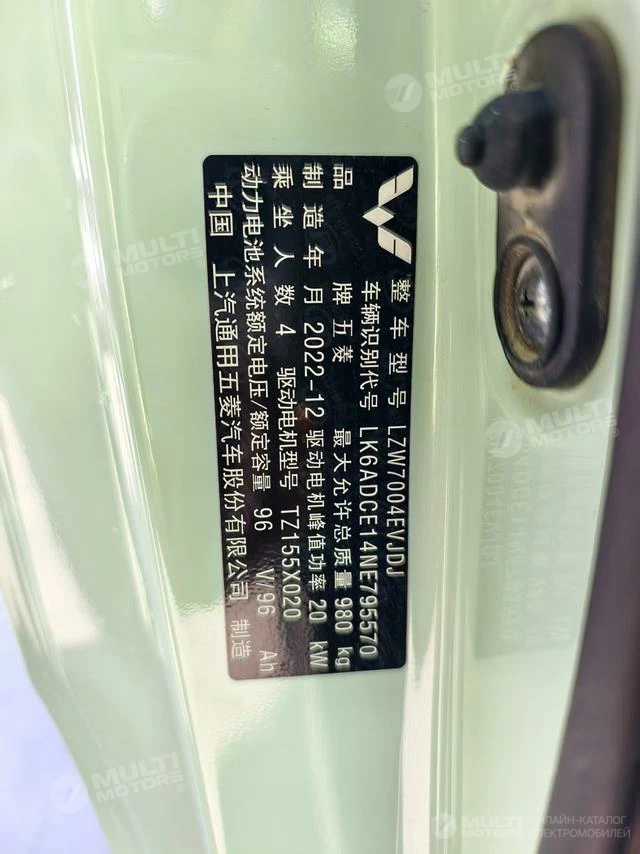 整车型号 LZW7004EVJDJ
车辆识别代号 LK6ADCE14NE795570
品 牌 五菱 最大允许总质量 980 kg
制造年月 2022-12 驱动电机峰值功率 20 kW
乘坐人数 4 驱动电机型号 TZ155X020
动力电池系统额定电压/额定容量 96 V/96 Ah
中国 上汽通用五菱汽车股份有限公司 制造
MULTI MOTORS
MULTI MOTORS
MULTI MOTORS
MULTI MOTORS
MULTI MOTORS
MULTI MOTORS
ОНЛАЙН-КАТАЛОГ
ЭЛЕКТРОМОБИЛЕЙ